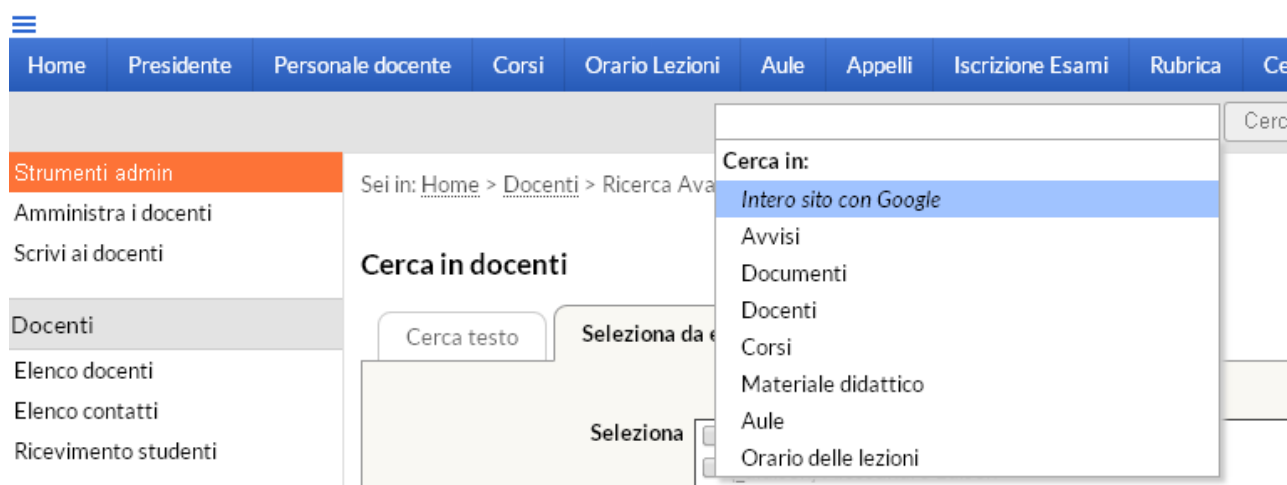 Home Presidente Personale docente Corsi Orario Lezioni Aule Appelli Iscrizione Esami Rubrica
Strumenti admin
Amministra i docenti
Scrivi ai docenti
Docenti
Elenco docenti
Elenco contatti
Ricevimento studenti
Sei in: Home > Docenti > Ricerca
Cerca in docenti
Cerca testo
Seleziona da
Seleziona
Cerca in:
Intero sito con Google
Avvisi
Documenti
Docenti
Corsi
Materiale didattico
Aule
Orario delle lezioni